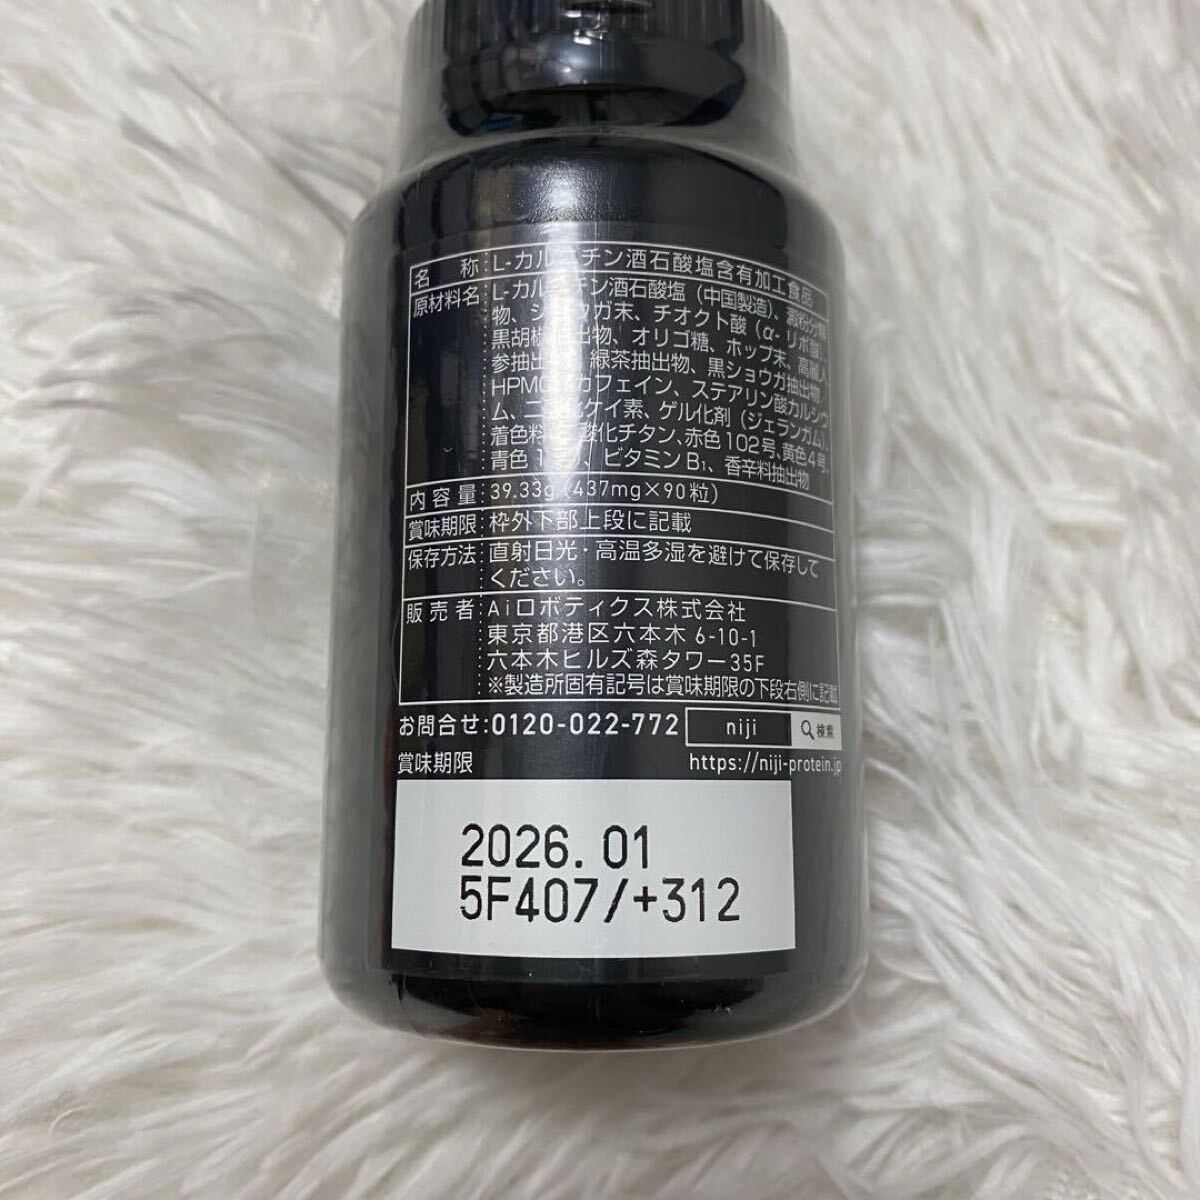 名称:L-カルニチン酒石酸塩含有加工食品
原材料名:L-カルニチン酒石酸塩(中国製造)、澱粉分解
物、ショウガ末、チオクト酸(α-リポ酸)、
黒胡椒抽出物、オリゴ糖、ホップ末、高麗人
参抽出物、緑茶抽出物、黒ショウガ抽出物/
HPMC、カフェイン、ステアリン酸カルシウ
ム、二酸化ケイ素、ゲル化剤(ジェランガム)、
着色料(二酸化チタン、赤色102号、黄色4号、
青色1号)、ビタミンB₁、香辛料抽出物
内容量:39.33g(437mg×90粒)
賞味期限:枠外下部上段に記載
保存方法:直射日光・高温多湿を避けて保存して
ください。
販売者:Aiロボティクス株式会社
東京都港区六本木6-10-1
六本木ヒルズ森タワー35F
※製造所固有記号は賞味期限の下段右側に記載
お問合せ:0120-022-772 niji 検索
賞味期限 https://niji-protein.jp
2026.01
5F407/+312